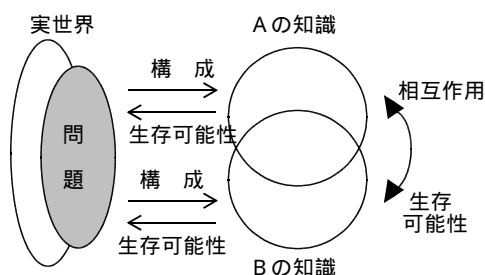 実世界
Aの知識
構 成
相互作用
生存可能性
問
題
構 成
生存
可能性
生存可能性
Bの知識